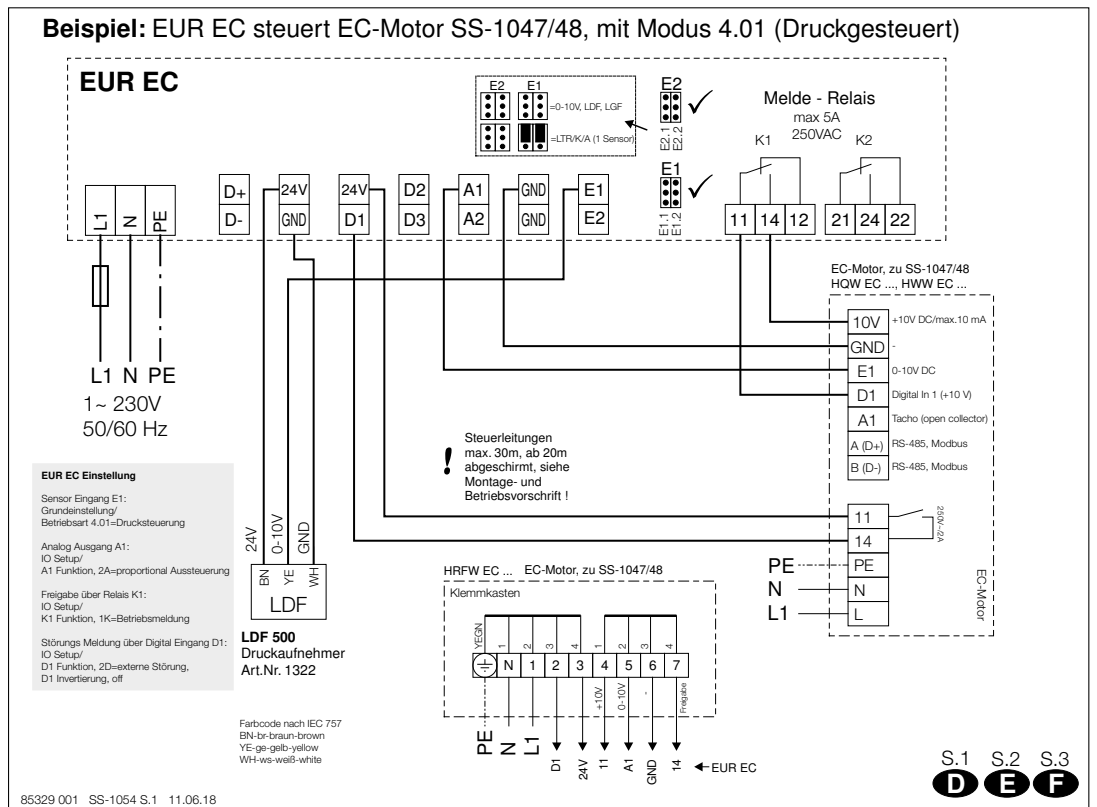 Beispiel: EUR EC steuert EC-Motor SS-1047/48, mit Modus 4.01 (Druckgesteuert)
EUR EC
E2 E1
=0-10V, LDF, LGF
=LTR/K/A (1 Sensor)
E2
E2.1
E2.2
E1
E1.1
E1.2
Melde - Relais
max 5A
250VAC
K1 K2
L1 N PE
D+ 24V 24V D2 A1 GND E1
D- GND D1 D3 A2 GND E2
11 14 12 21 24 22
L1 N PE
1~ 230V
50/60 Hz
EC-Motor, zu SS-1047/48
HQW EC ..., HWW EC ...
10V +10V DC/max.10 mA
GND -
E1 0-10V DC
D1 Digital In 1 (+10 V)
A1 Tacho (open collector)
A (D+) RS-485, Modbus
B (D-) RS-485, Modbus
11
14
250V~/2A
PE PE
N N
L1 L
EC-Motor
! Steuerleitungen
max. 30m, ab 20m
abgeschirmt, siehe
Montage- und
Betriebsvorschrift !
EUR EC Einstellung
Sensor Eingang E1:
Grundeinstellung/
Betriebsart 4.01=Drucksteuerung
Analog Ausgang A1:
IO Setup/
A1 Funktion, 2A=proportional Aussteuerung
Freigabe über Relais K1:
IO Setup/
K1 Funktion, 1K=Betriebsmeldung
Störungs Meldung über Digital Eingang D1:
IO Setup/
D1 Funktion, 2D=externe Störung,
D1 Invertierung, off
24V 0-10V GND
BN YE WH
LDF
LDF 500
Druckaufnehmer
Art.Nr. 1322
Farbcode nach IEC 757
BN-br-braun-brown
YE-ge-gelb-yellow
WH-ws-weiß-white
HRFW EC ... EC-Motor, zu SS-1047/48
Klemmkasten
YEGN 1 2 3 4 1 2 3 4
N 1 2 3 4 5 6 7
+10V 0-10V - Freigabe
PE N L1 D1 24V 11 A1 GND 14 EUR EC
S.1 S.2 S.3
D E F
85329 001 SS-1054 S.1 11.06.18